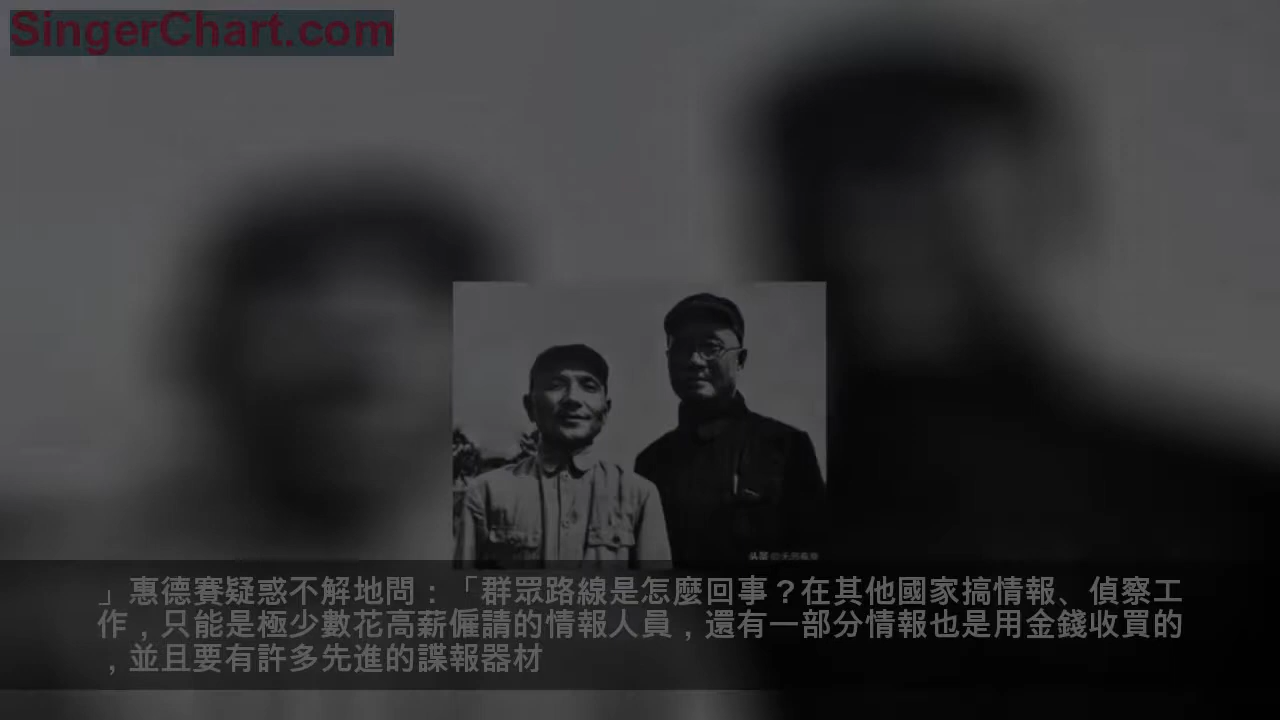 SingerChart.com
头条
」惠德賽疑惑不解地問：「群眾路線是怎麼回事？在其他國家搞情報、偵察工
作，只能是極少數花高薪僱請的情報人員，還有一部分情報也是用金錢收買的
，並且要有許多先進的諜報器材